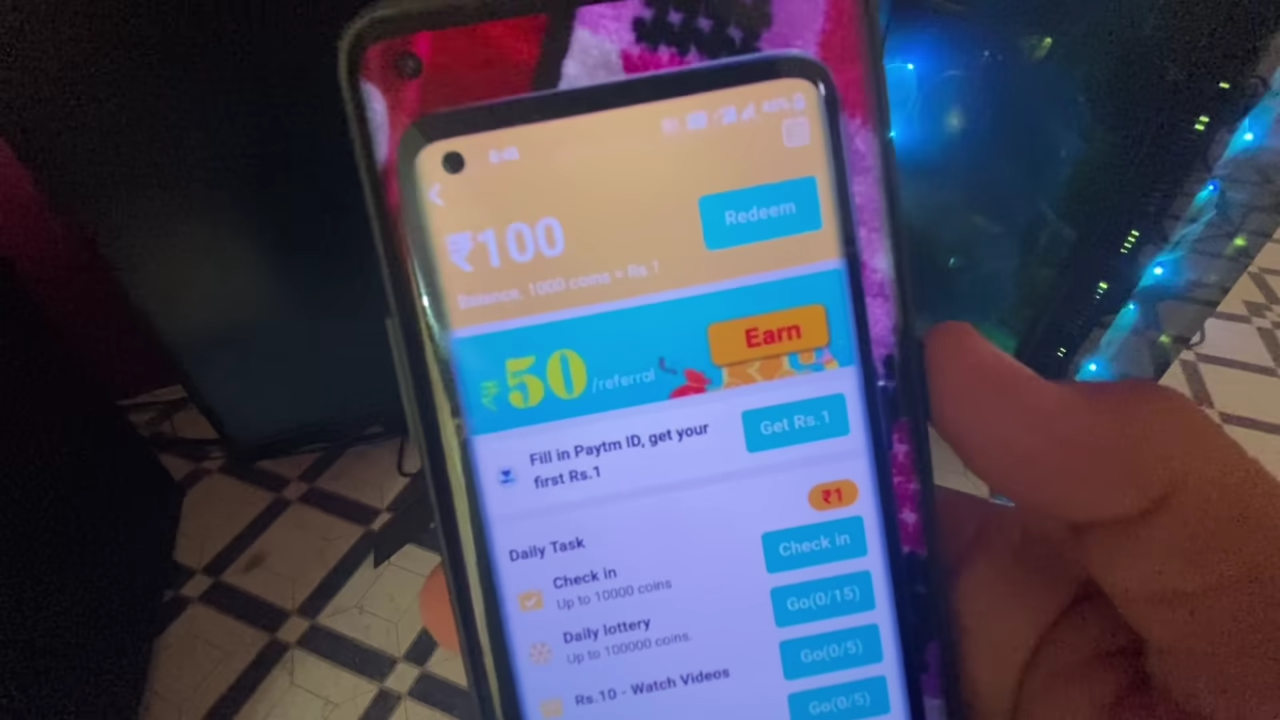 ₹100
Redeem
Balance, 1000 coins = Rs 1
₹50 /referral
Earn
Fill in Paytm ID, get your
first Rs.1
Get Rs.1
₹1
Daily Task
Check in
Up to 10000 coins
Check in
Daily lottery
Up to 100000 coins.
Go(0/15)
Rs.10 - Watch Videos
Go(0/5)
Go(0/5)